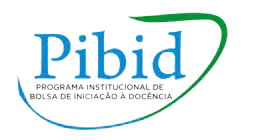 Pibid
PROGRAMA INSTITUCIONAL DE
BOLSA DE INICIAÇÃO À DOCÊNCIA